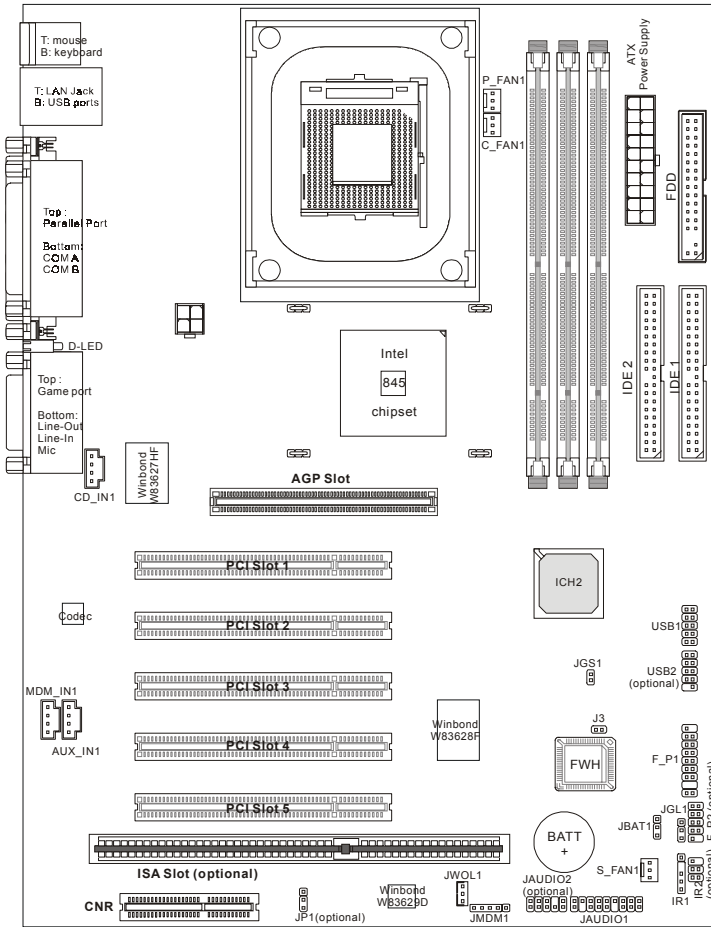 T: mouse
B: keyboard
T: LAN Jack
B: USB ports
Top :
Parallel Port
Bottom:
COM A
COM B
D-LED
Top :
Game port
Bottom:
Line-Out
Line-In
Mic
CD_IN1
Winbond
W83627HF
P_FAN1
C_FAN1
ATX
Power Supply
FDD
IDE 2
IDE 1
Intel
845
chipset
AGP Slot
PCI Slot 1
PCI Slot 2
PCI Slot 3
PCI Slot 4
PCI Slot 5
Codec
MDM_IN1
AUX_IN1
ICH2
USB1
USB2
(optional)
JGS1
Winbond
W83628F
J3
FWH
F_P1
JGL1
F_P2 (optional)
JBAT1
BATT
+
S_FAN1
IR1
IR2
(optional)
ISA Slot (optional)
CNR
JP1(optional)
Winbond
W83629D
JWOL1
JMDM1
JAUDIO2
(optional)
JAUDIO1